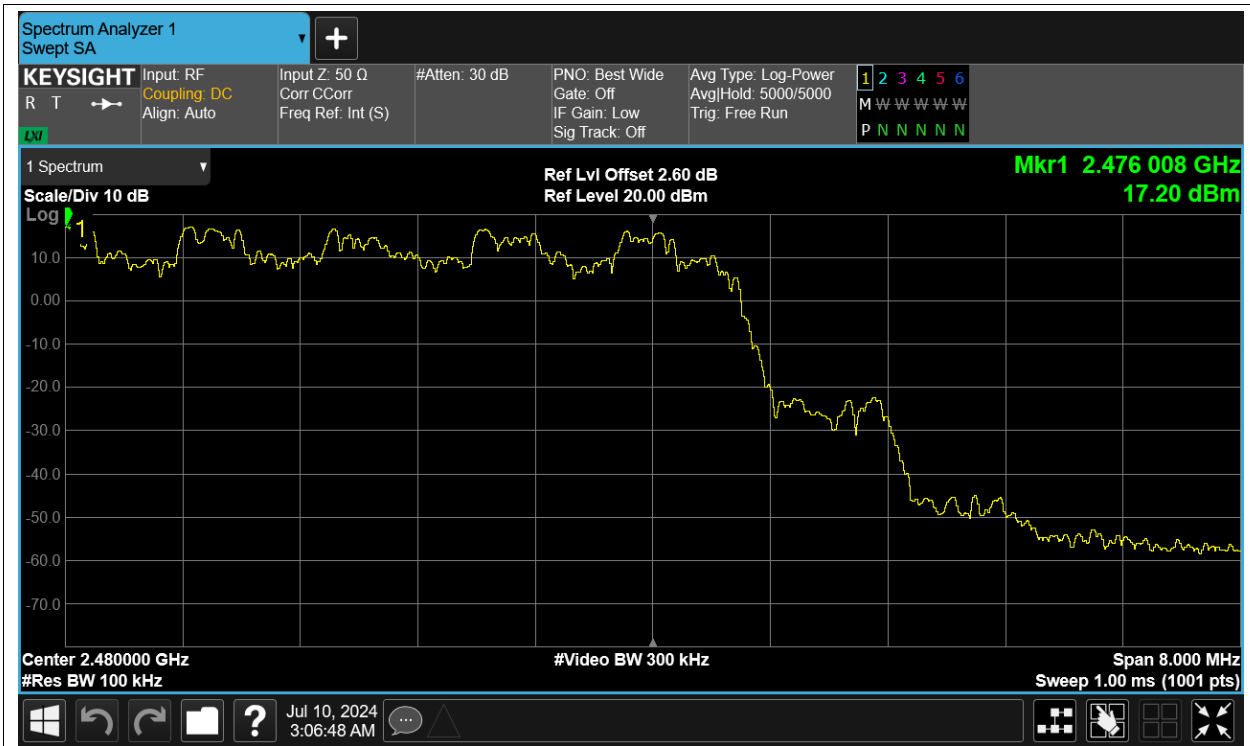 Spectrum Analyzer 1
Swept SA
KEYSIGHT
R T
LXI
Input: RF
Coupling: DC
Align: Auto
Input Z: 50 Ω
Corr CCorr
Freq Ref: Int (S)
#Atten: 30 dB
PNO: Best Wide
Gate: Off
IF Gain: Low
Sig Track: Off
Avg Type: Log-Power
Avg|Hold: 5000/5000
Trig: Free Run
1 2 3 4 5 6
M W W W W W
P N N N N N
1 Spectrum
Scale/Div 10 dB
Ref Lvl Offset 2.60 dB
Ref Level 20.00 dBm
Mkr1 2.476 008 GHz
17.20 dBm
Log
1
10.0
0.00
-10.0
-20.0
-30.0
-40.0
-50.0
-60.0
-70.0
Center 2.480000 GHz
#Res BW 100 kHz
#Video BW 300 kHz
Span 8.000 MHz
Sweep 1.00 ms (1001 pts)
?
Jul 10, 2024
3:06:48 AM